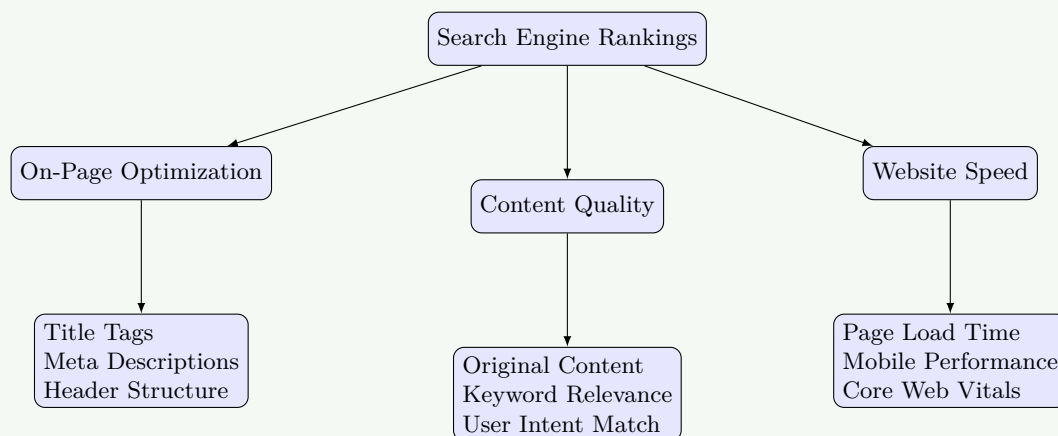 Search Engine Rankings
On-Page Optimization
Content Quality
Website Speed
Title Tags
Meta Descriptions
Header Structure
Original Content
Keyword Relevance
User Intent Match
Page Load Time
Mobile Performance
Core Web Vitals